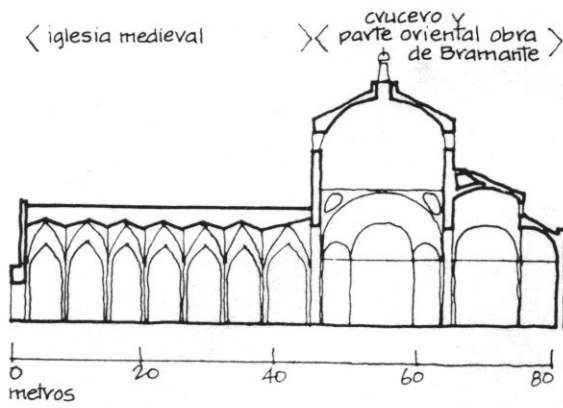 iglesia medieval
crucero y
parte oriental obra
de Bramante
0 20 40 60 80
metros